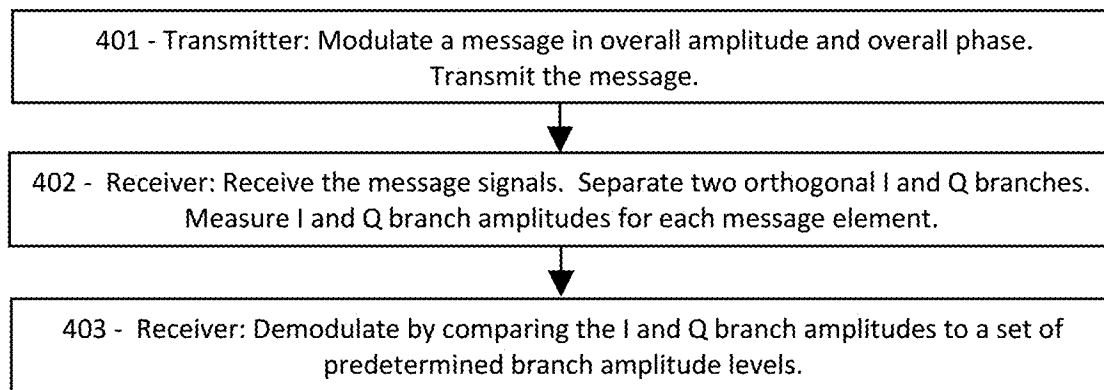 401 - Transmitter: Modulate a message in overall amplitude and overall phase.
Transmit the message.
402 - Receiver: Receive the message signals. Separate two orthogonal I and Q branches.
Measure I and Q branch amplitudes for each message element.
403 - Receiver: Demodulate by comparing the I and Q branch amplitudes to a set of
predetermined branch amplitude levels.